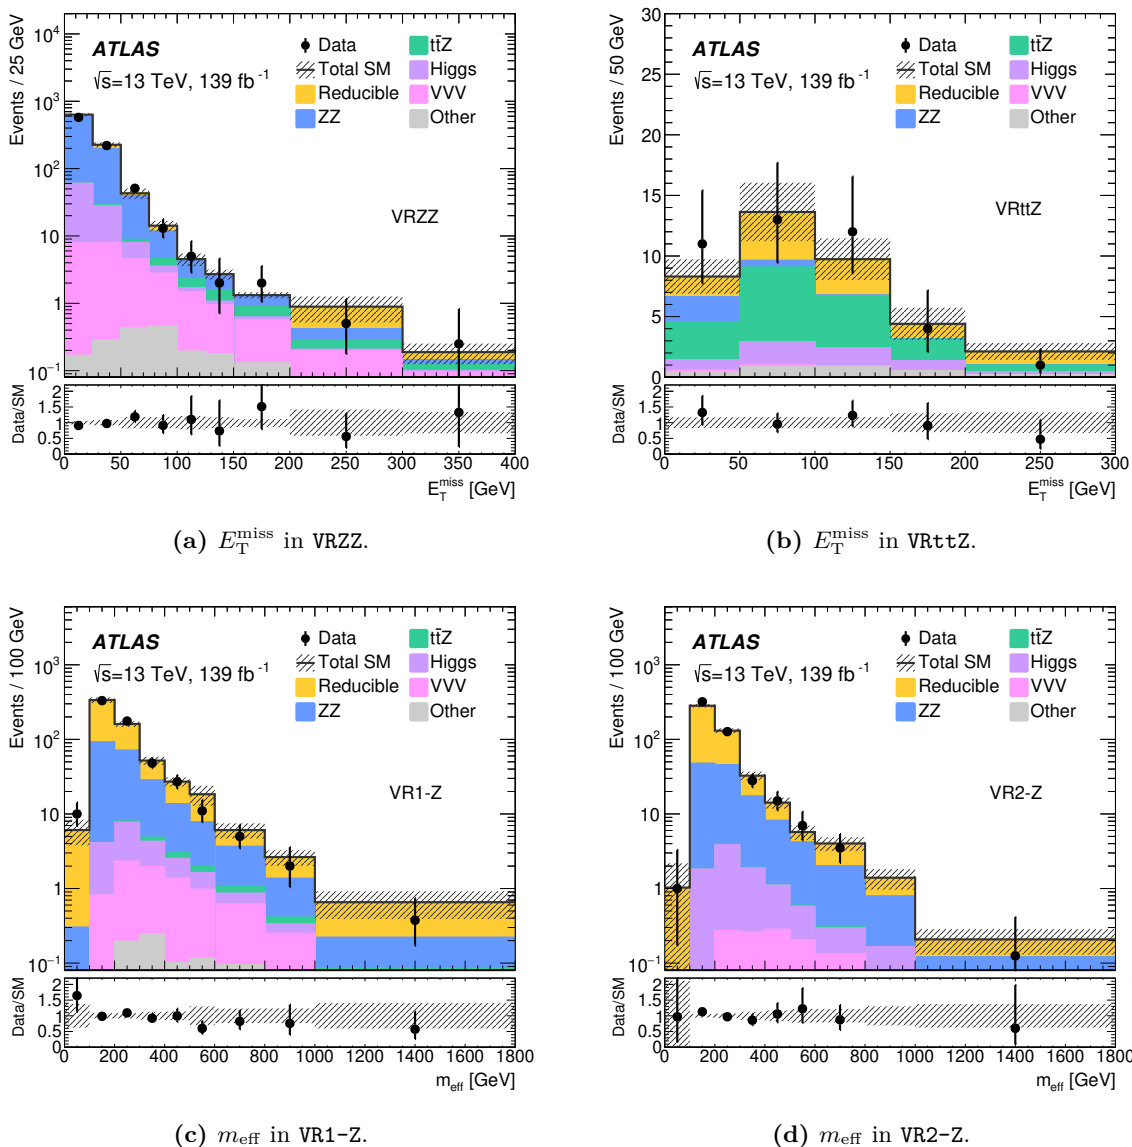 Events / 25 GeV
10⁴
10³
10²
10
1
10⁻¹
ATLAS
√s=13 TeV, 139 fb⁻¹
Data
Total SM
Reducible
ZZ
tt̄Z
Higgs
VVV
Other
VRZZ
Data/SM
2
1.5
1
0.5
0
0 50 100 150 200 250 300 350 400
E_T^miss [GeV]
(a) E_T^miss in VRZZ.
Events / 50 GeV
30
25
20
15
10
5
0
ATLAS
√s=13 TeV, 139 fb⁻¹
Data
Total SM
Reducible
ZZ
tt̄Z
Higgs
VVV
Other
VRttZ
Data/SM
2
1.5
1
0.5
0
0 50 100 150 200 250 300
E_T^miss [GeV]
(b) E_T^miss in VRttZ.
Events / 100 GeV
10³
10²
10
1
10⁻¹
ATLAS
√s=13 TeV, 139 fb⁻¹
Data
Total SM
Reducible
ZZ
tt̄Z
Higgs
VVV
Other
VR1-Z
Data/SM
2
1.5
1
0.5
0
0 200 400 600 800 1000 1200 1400 1600 1800
m_eff [GeV]
(c) m_eff in VR1-Z.
Events / 100 GeV
10³
10²
10
1
10⁻¹
ATLAS
√s=13 TeV, 139 fb⁻¹
Data
Total SM
Reducible
ZZ
tt̄Z
Higgs
VVV
Other
VR2-Z
Data/SM
2
1.5
1
0.5
0
0 200 400 600 800 1000 1200 1400 1600 1800
m_eff [GeV]
(d) m_eff in VR2-Z.